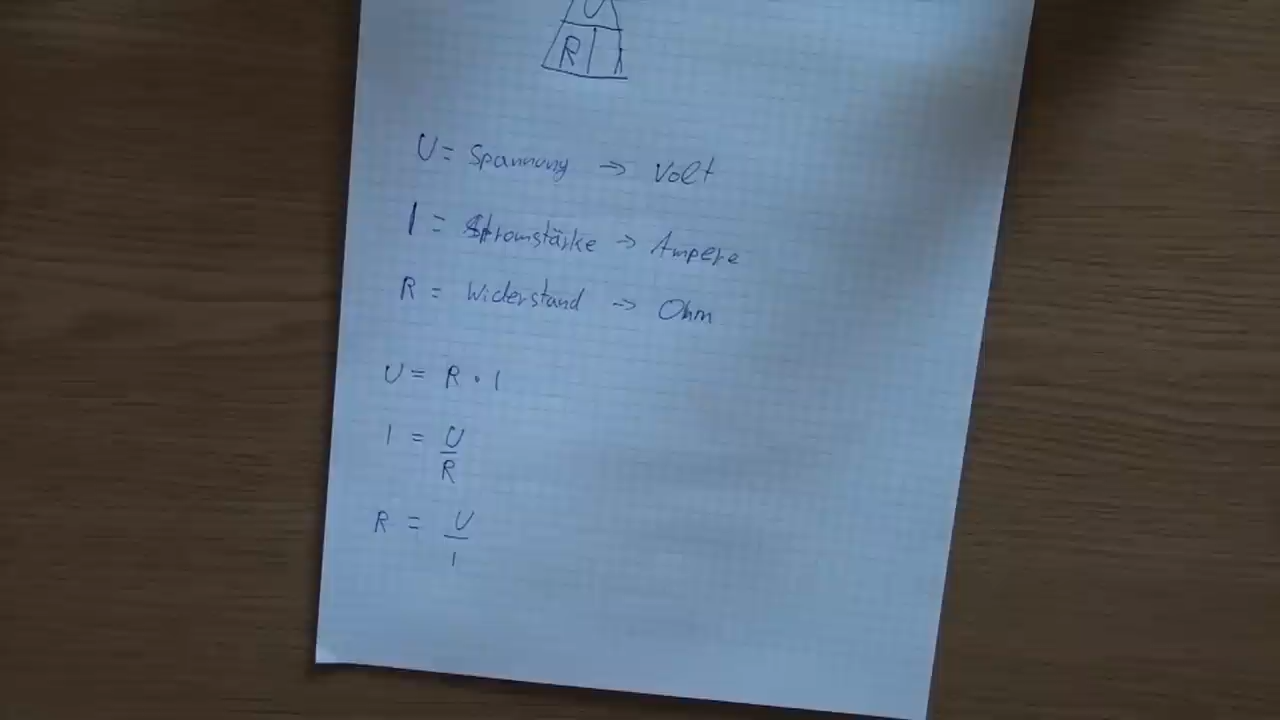 U
R I
U = Spannung → Volt
I = Stromstärke → Ampere
R = Widerstand → Ohm
U = R · I
I = U
R
R = U
I